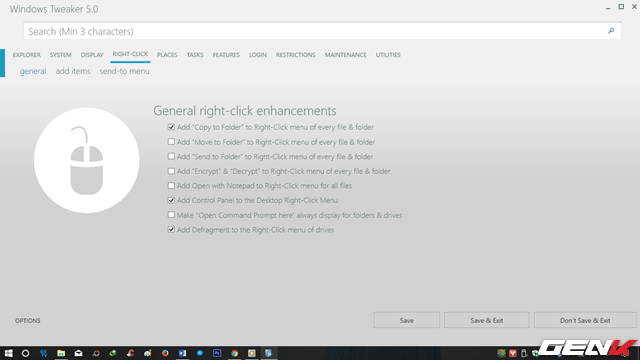 Windows Tweaker 5.0
Search (Min 3 characters)
EXPLORER SYSTEM DISPLAY RIGHT-CLICK PLACES TASKS FEATURES LOGIN RESTRICTIONS MAINTENANCE UTILITIES
general add items send-to menu
General right-click enhancements
Add "Copy to Folder" to Right-Click menu of every file & folder
Add "Move to Folder" to Right-Click menu of every file & folder
Add "Send to Folder" to Right-Click menu of every file & folder
Add "Encrypt" & "Decrypt" to Right-Click menu of every file & folder
Add Open with Notepad to Right-Click menu for all files
Add Control Panel to the Desktop Right-Click Menu
Make "Open Command Prompt here" always display for folders & drives
Add Defragment to the Right-Click menu of drives
OPTIONS Save Save & Exit Don't Save & Exit
GENK